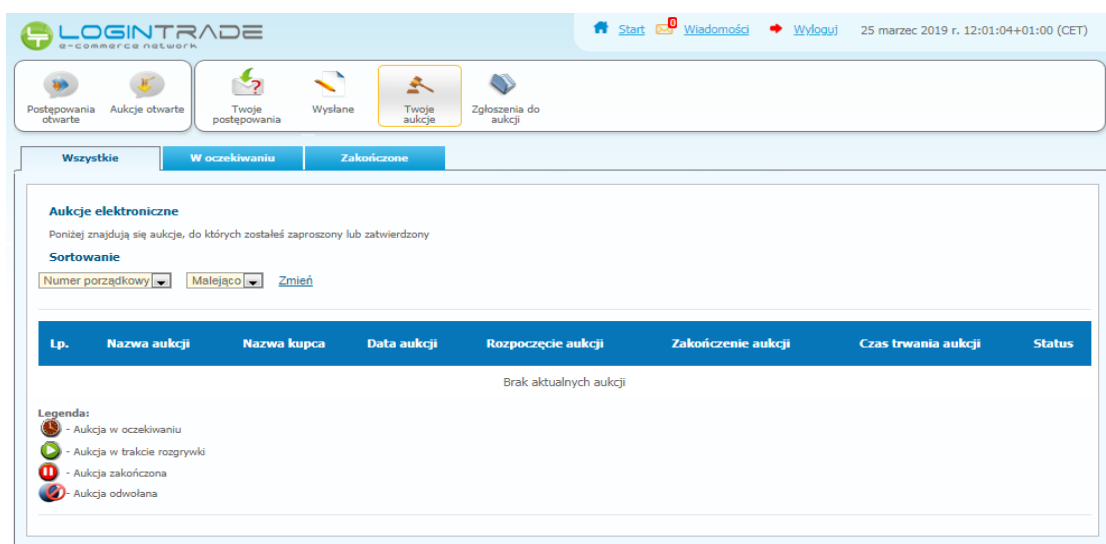 LOGINTRADE
e-commerce network
0
Start Wiadomości Wyloguj 25 marzec 2019 r. 12:01:04+01:00 (CET)
Postępowania otwarte
Aukcje otwarte
Twoje postępowania
Wysłane
Twoje aukcje
Zgłoszenia do aukcji
Wszystkie W oczekiwaniu Zakończone
Aukcje elektroniczne
Poniżej znajdują się aukcje, do których zostałeś zaproszony lub zatwierdzony
Sortowanie
Numer porządkowy Malejąco Zmień
Lp. Nazwa aukcji Nazwa kupca Data aukcji Rozpoczęcie aukcji Zakończenie aukcji Czas trwania aukcji Status
Brak aktualnych aukcji
Legenda:
- Aukcja w oczekiwaniu
- Aukcja w trakcie rozgrywki
- Aukcja zakończona
- Aukcja odwołana